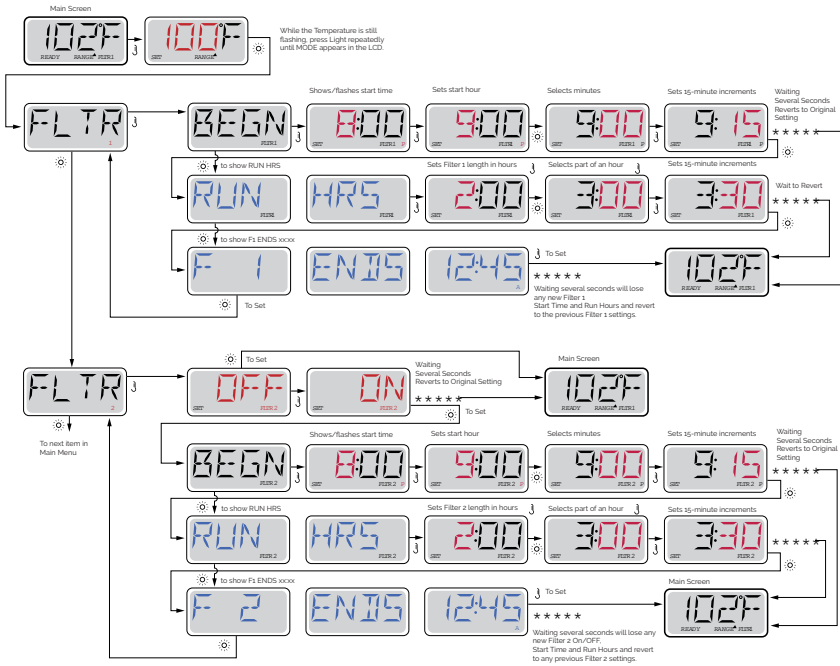 Main Screen
102°F
READY RANGE FLTR1
100°F
SET RANGE
While the Temperature is still
flashing, press Light repeatedly
until MODE appears in the LCD.
Shows/flashes start time
Sets start hour
Selects minutes
Sets 15-minute increments
Waiting
Several Seconds
Reverts to Original
Setting
FLTR
1
BEGN
FLTR1
8:00
SET FLTR1 P
9:00
SET FLTR1 P
9:00
SET FLTR1 P
9:15
SET FLTR1 P
* * * * *
to show RUN HRS
Sets Filter 1 length in hours
Selects part of an hour
Sets 15-minute increments
Wait to Revert
RUN
FLTR1
HRS
FLTR1
2:00
SET FLTR1
3:00
SET FLTR1
3:30
SET FLTR1
* * * * *
to show F1 ENDS xx:xx
F 1
ENDS
12:45
A
To Set
* * * * *
Waiting several seconds will lose
any new Filter 1
Start Time and Run Hours and revert
to the previous Filter 1 settings.
102°F
READY RANGE FLTR1
To Set
FLTR
2
To Set
OFF
SET FLTR2
ON
SET FLTR2
Waiting
Several Seconds
Reverts to Original Setting
* * * * *
To Set
Main Screen
102°F
READY RANGE FLTR1
To next item in
Main Menu
Shows/flashes start time
Sets start hour
Selects minutes
Sets 15-minute increments
Waiting
Several Seconds
Reverts to Original
Setting
BEGN
FLTR2
8:00
SET FLTR2 P
9:00
SET FLTR2 P
9:00
SET FLTR2 P
9:15
SET FLTR2 P
* * * * *
to show RUN HRS
Sets Filter 2 length in hours
Selects part of an hour
Sets 15-minute increments
RUN
FLTR2
HRS
FLTR2
2:00
SET FLTR2
3:00
SET FLTR2
3:30
SET FLTR2
* * * * *
to show F1 ENDS xx:xx
F 2
ENDS
12:45
A
To Set
* * * * *
Waiting several seconds will lose any
new Filter 2 On/OFF,
Start Time and Run Hours and revert
to any previous Filter 2 settings.
Main Screen
102°F
READY RANGE FLTR1